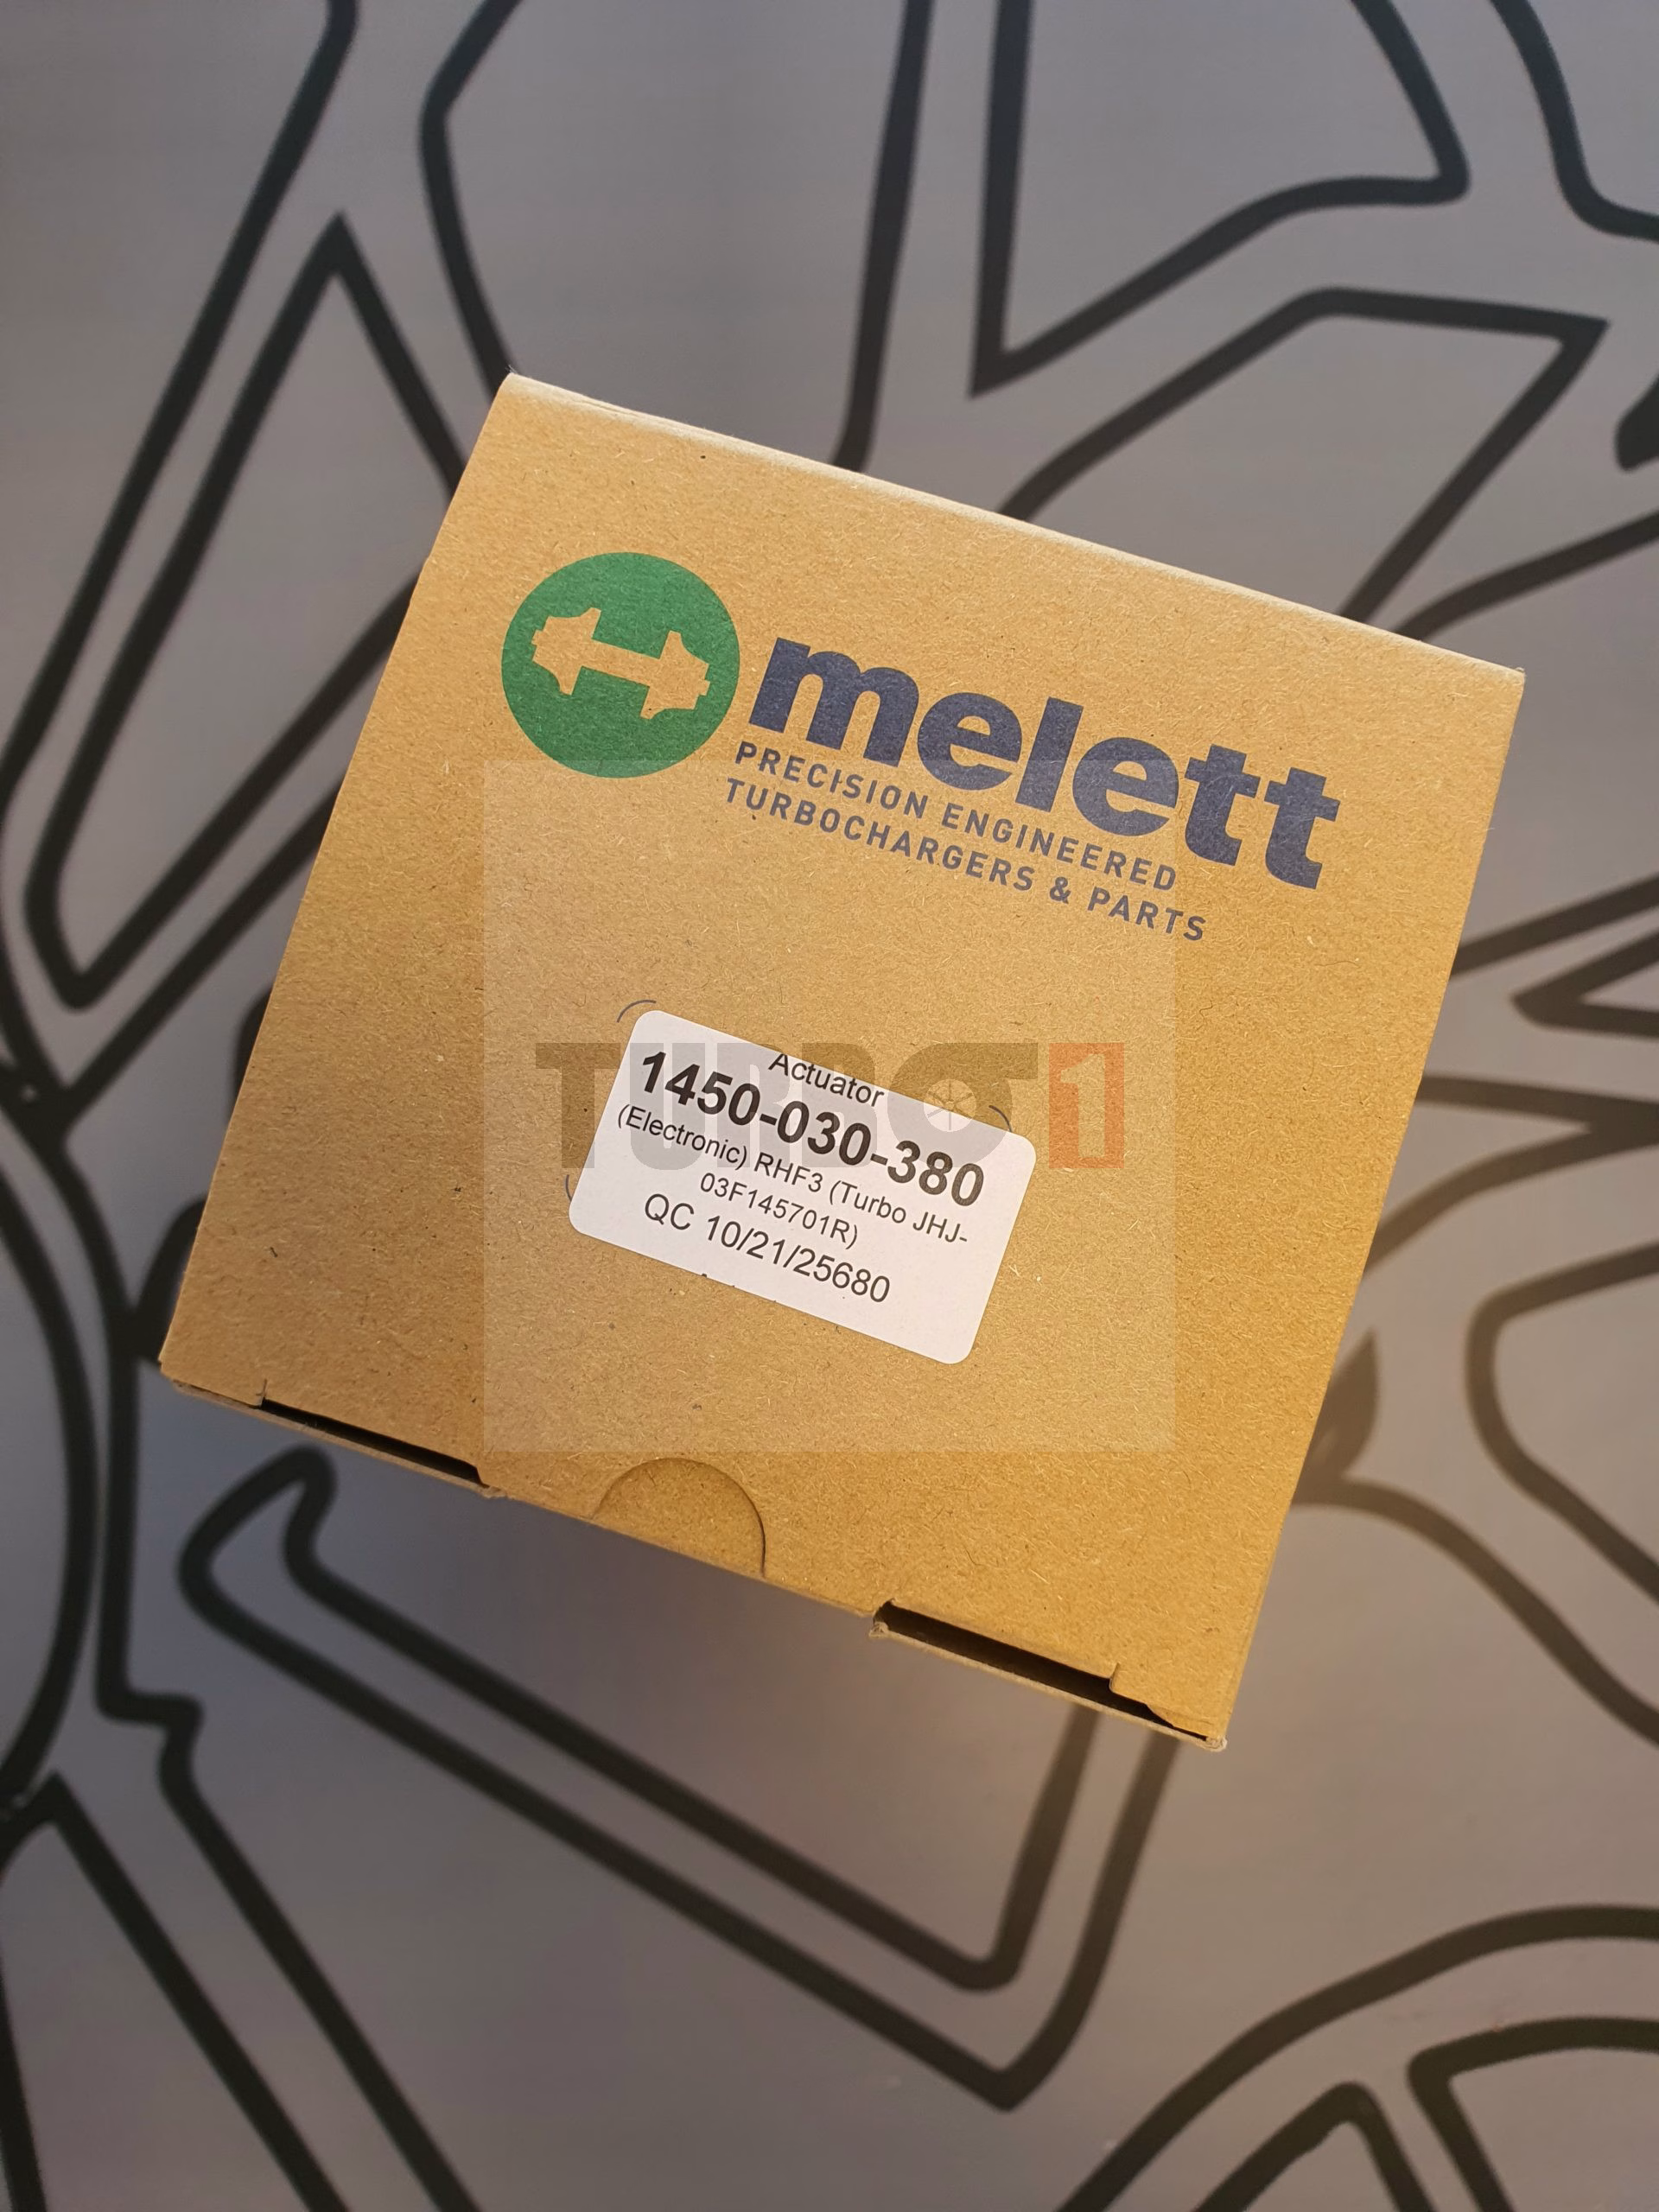 melett
PRECISION ENGINEERED
TURBOCHARGERS & PARTS
TURBO1
Actuator
1450-030-380
(Electronic) RHF3 (Turbo JHJ-
03F145701R)
QC 10/21/25680